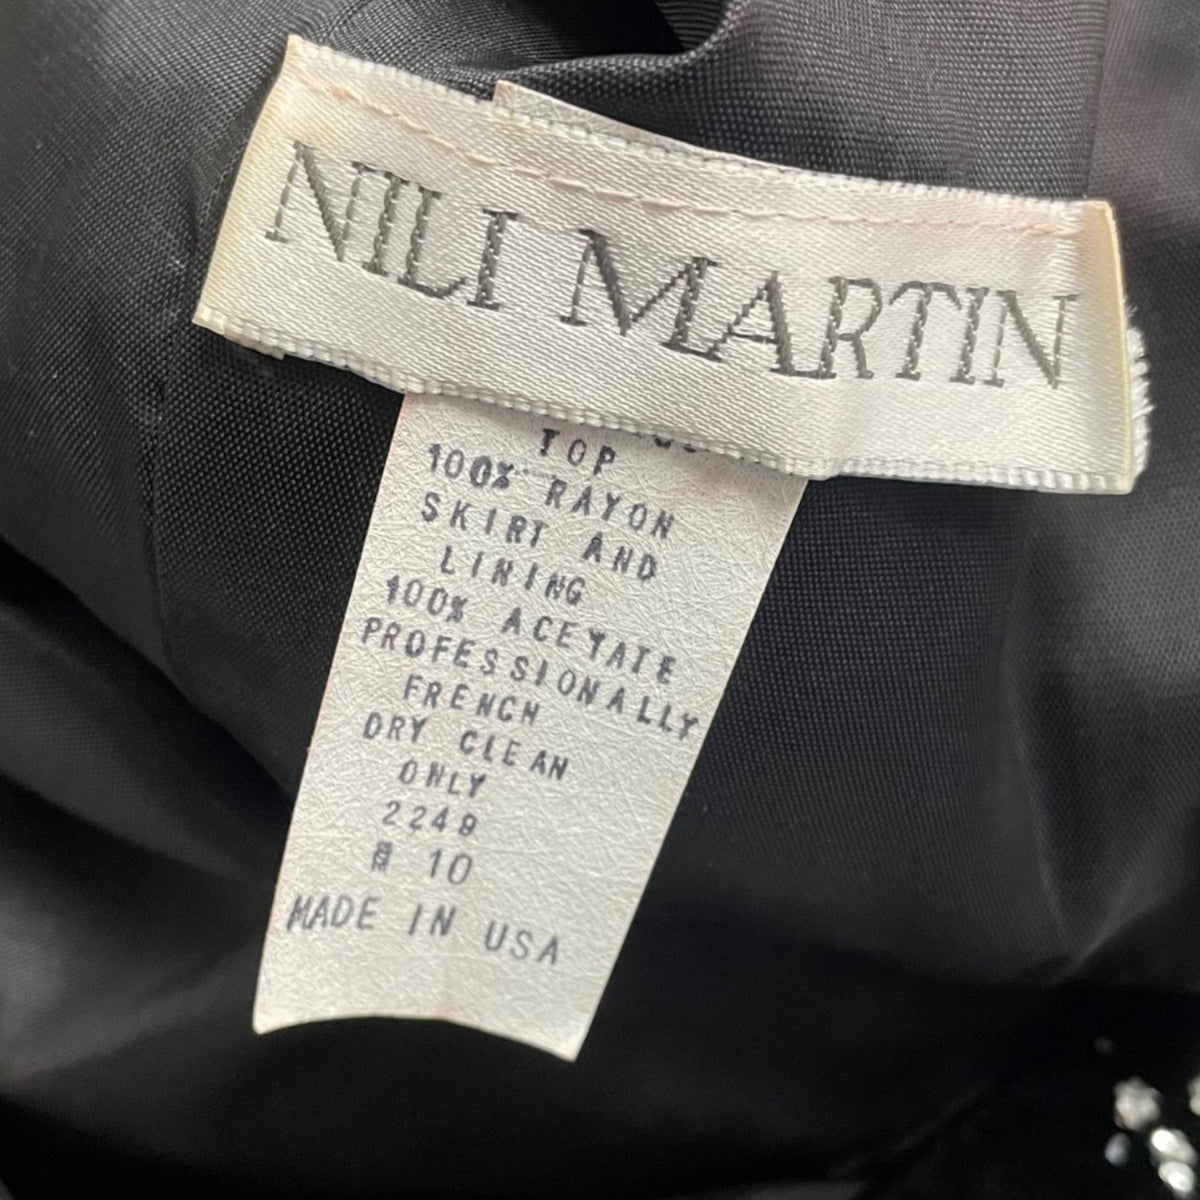 NILI MARTIN
TOP
100% RAYON
SKIRT AND
LINING
100% ACETATE
PROFESSIONALLY
FRENCH
DRY CLEAN
ONLY
2249
# 10
MADE IN USA